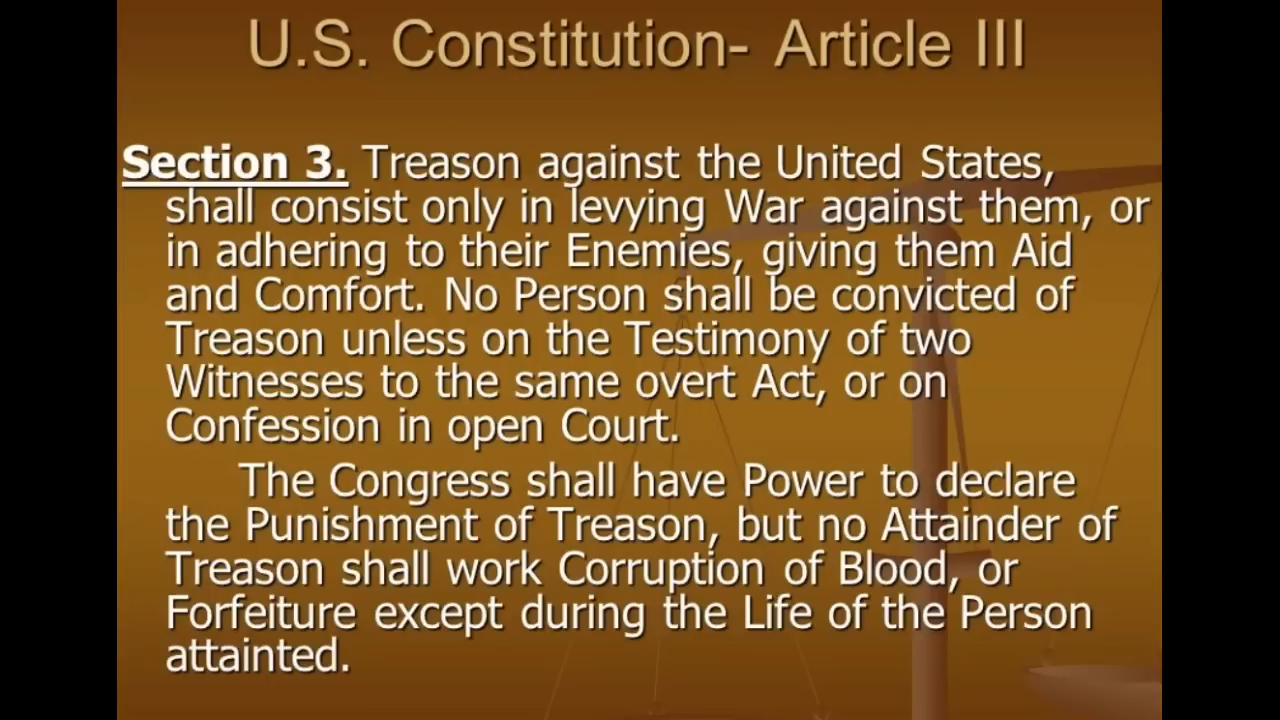 U.S. Constitution- Article III
Section 3. Treason against the United States,
shall consist only in levying War against them, or
in adhering to their Enemies, giving them Aid
and Comfort. No Person shall be convicted of
Treason unless on the Testimony of two
Witnesses to the same overt Act, or on
Confession in open Court.
The Congress shall have Power to declare
the Punishment of Treason, but no Attainder of
Treason shall work Corruption of Blood, or
Forfeiture except during the Life of the Person
attainted.